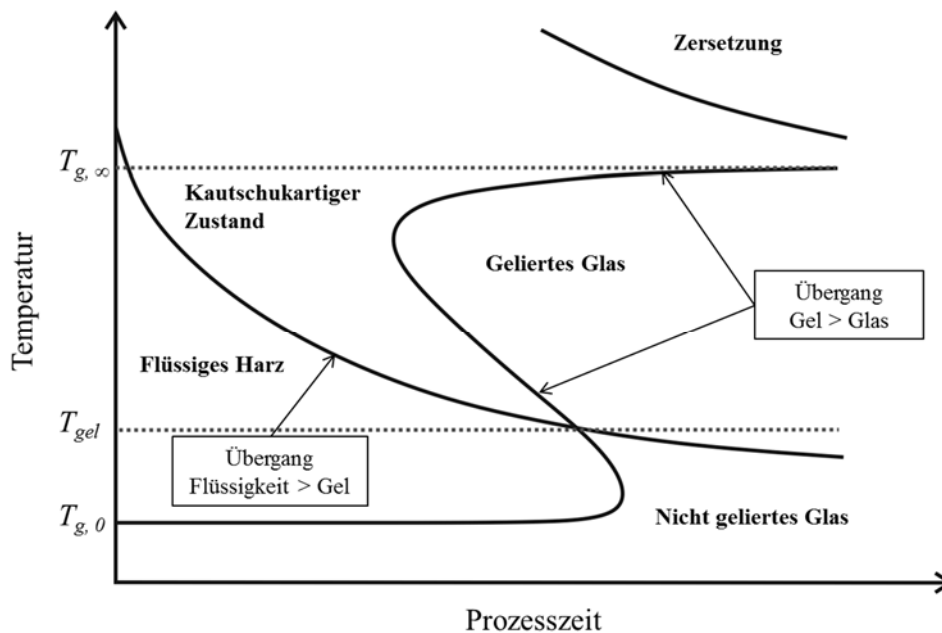 Zersetzung
T_g, ∞
Kautschukartiger
Zustand
Geliertes Glas
Übergang
Gel > Glas
Temperatur
Flüssiges Harz
T_gel
Übergang
Flüssigkeit > Gel
T_g, 0
Nicht geliertes Glas
Prozesszeit